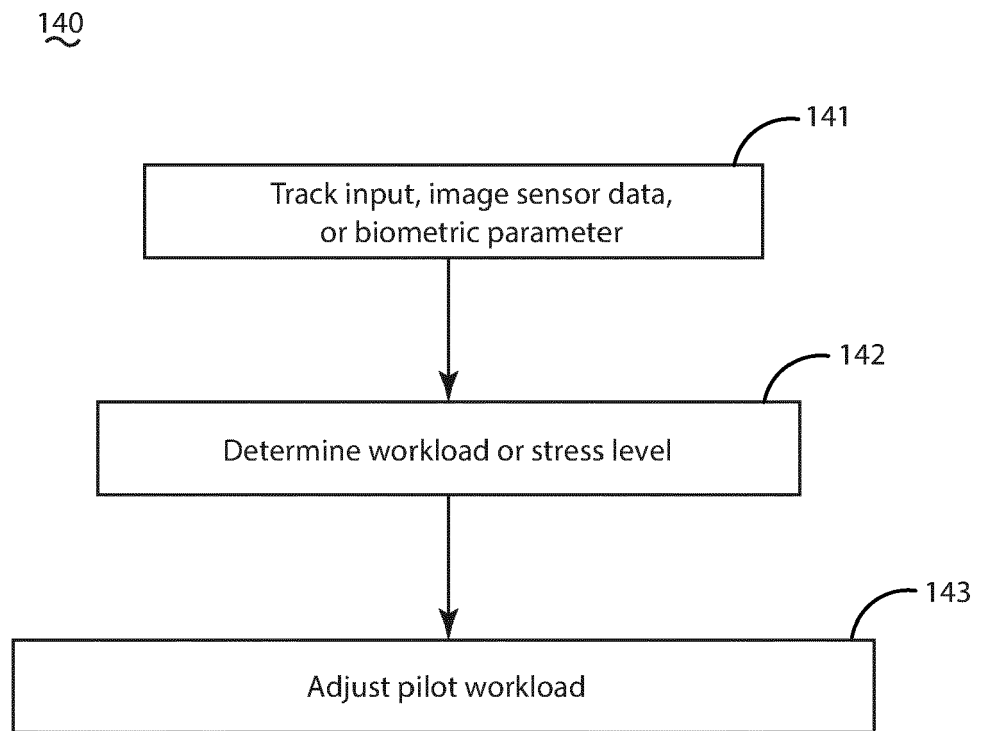 140
141
Track input, image sensor data,
or biometric parameter
142
Determine workload or stress level
143
Adjust pilot workload